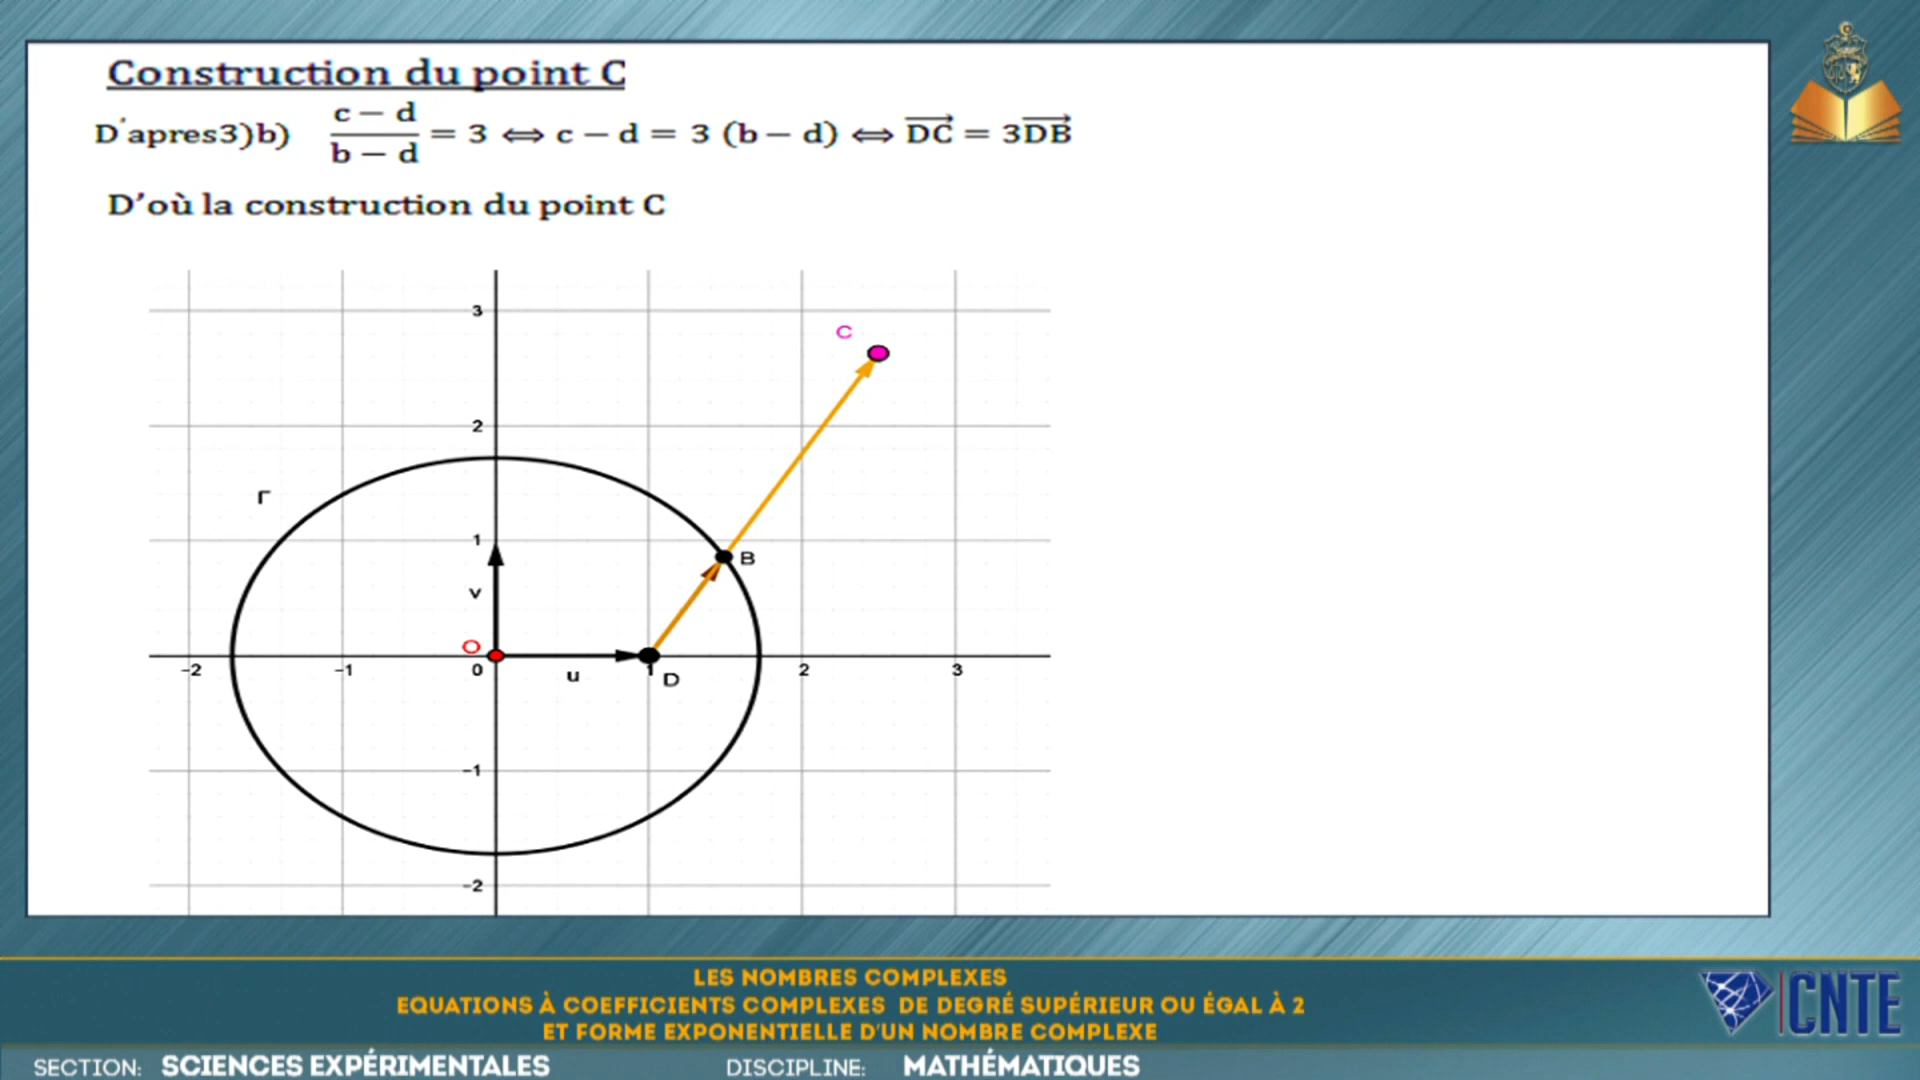 Construction du point C
D'apres3)b) c − d / b − d = 3 ⟺ c − d = 3 (b − d) ⟺ DC⃗ = 3DB⃗
D'où la construction du point C
3
C
2
Γ
1
B
v
O
-2 -1 0 u 1 D 2 3
-1
-2
LES NOMBRES COMPLEXES
EQUATIONS À COEFFICIENTS COMPLEXES DE DEGRÉ SUPÉRIEUR OU ÉGAL À 2
ET FORME EXPONENTIELLE D'UN NOMBRE COMPLEXE
CNTE
SECTION: SCIENCES EXPÉRIMENTALES DISCIPLINE: MATHÉMATIQUES